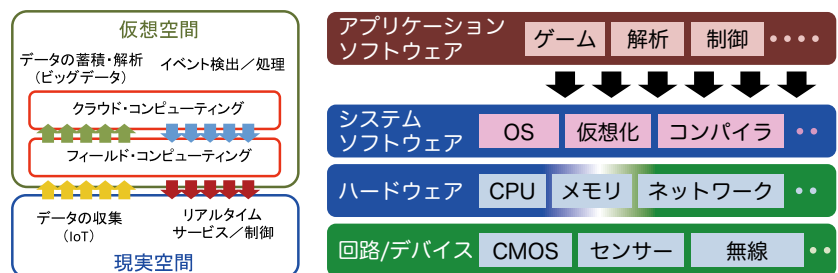 仮想空間
データの蓄積・解析
(ビッグデータ)
イベント検出／処理
クラウド・コンピューティング
フィールド・コンピューティング
データの収集
(IoT)
リアルタイム
サービス／制御
現実空間
アプリケーション
ソフトウェア
ゲーム 解析 制御 ••••
システム
ソフトウェア
OS 仮想化 コンパイラ ••
ハードウェア CPU メモリ ネットワーク ••
回路/デバイス CMOS センサー 無線 ••